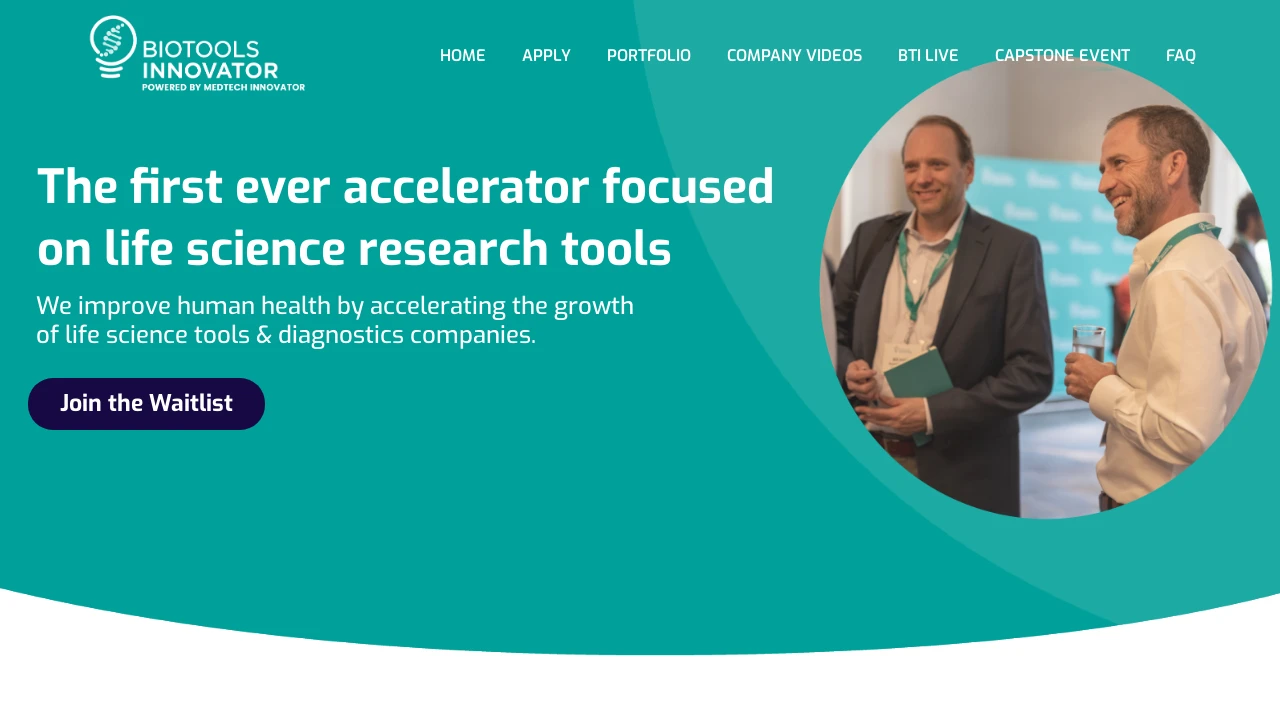 BIOTOOLS
INNOVATOR
POWERED BY MEDTECH INNOVATOR
HOME APPLY PORTFOLIO COMPANY VIDEOS BTI LIVE CAPSTONE EVENT FAQ
The first ever accelerator focused
on life science research tools
We improve human health by accelerating the growth
of life science tools & diagnostics companies.
Join the Waitlist